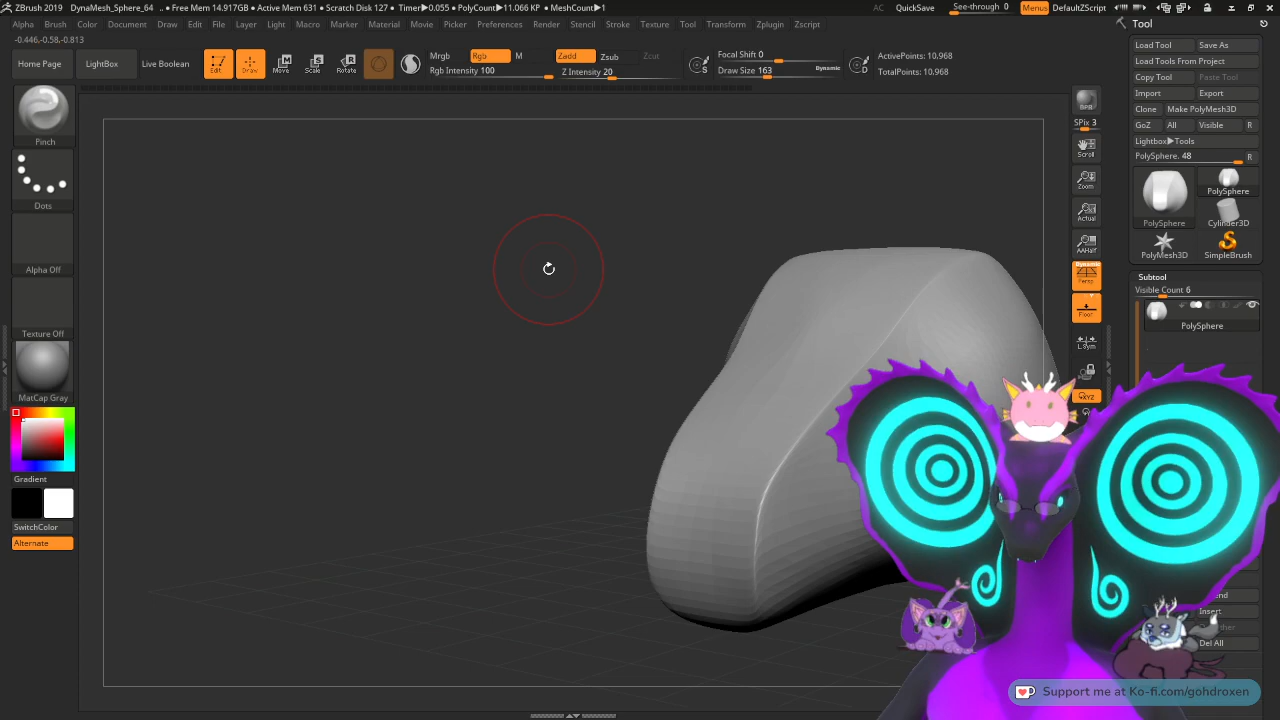 ZBrush 2019 DynaMesh_Sphere_64 • Free Mem 14.917GB • Active Mem 631 • Scratch Disk 127 • Timer▶0.055 • PolyCount▶11.066 KP • MeshCount▶1
AC QuickSave See-through 0 Menus DefaultZScript
Alpha Brush Color Document Draw Edit File Layer Light Macro Marker Material Movie Picker Preferences Render Stencil Stroke Texture Tool Transform Zplugin Zscript
Tool
-0.446,-0.58,-0.813
Load Tool Save As
Load Tools From Project
Copy Tool Paste Tool
Import Export
Clone Make PolyMesh3D
GoZ All Visible R
Lightbox▶Tools
PolySphere. 48 R
PolySphere
PolySphere
Cylinder3D
PolyMesh3D SimpleBrush
Subtool
Visible Count 6
PolySphere
Insert
Del All
Home Page LightBox Live Boolean
Edit Draw Move Scale Rotate
Mrgb Rgb M
Rgb Intensity 100
Zadd Zsub Zcut
Z Intensity 20
Focal Shift 0
Draw Size 163 Dynamic
S
D
ActivePoints: 10,968
TotalPoints: 10,968
BPR
SPix 3
Scroll
Zoom
Actual
AAHalf
Dynamic
Persp
Floor
L.Sym
XYZ
Pinch
Dots
Alpha Off
Texture Off
MatCap Gray
Gradient
SwitchColor
Alternate
Support me at Ko-fi.com/gohdroxen